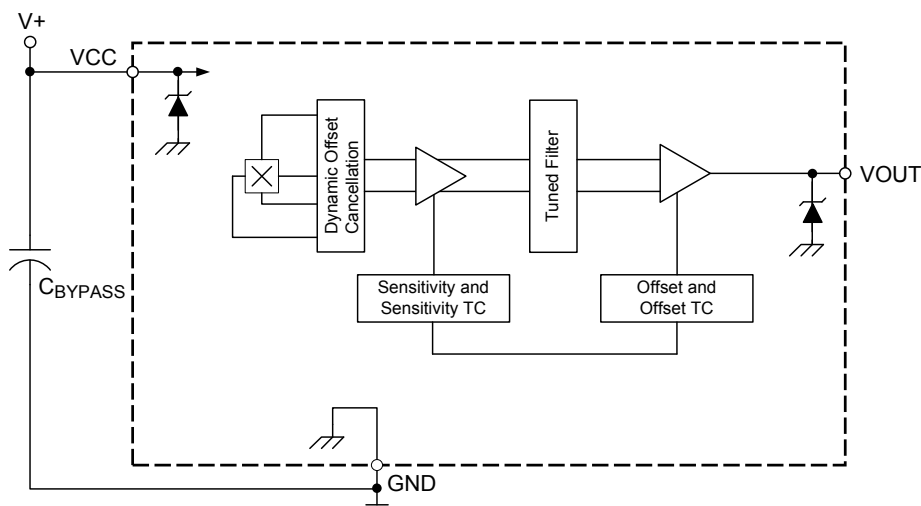 V+
VCC
Dynamic Offset
Cancellation
Tuned Filter
VOUT
CBYPASS
Sensitivity and
Sensitivity TC
Offset and
Offset TC
GND